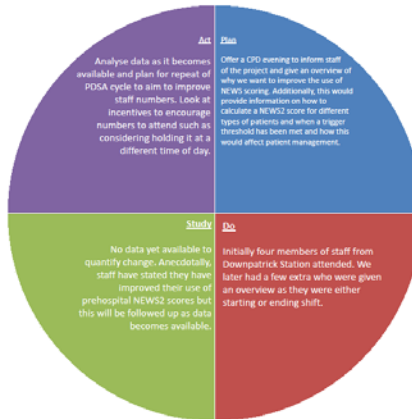 Act
Analyse data as it becomes
available and plan for repeat of
PDSA cycle to aim to improve
staff numbers. Look at
incentives to encourage
numbers to attend such as
considering holding it at a
different time of day.
Plan
Offer a CPD evening to inform staff
of the project and give an overview of
why we want to improve the use of
NEWS scoring. Additionally, this would
provide information on how to
calculate a NEWS2 score for different
types of patients and when a trigger
threshold has been met and how this
would affect patient management.
Study
No data yet available to
quantify change. Anecdotally,
staff have stated they have
improved their use of
prehospital NEWS2 scores but
this will be followed up as data
becomes available.
Do
Initially four members of staff from
Downpatrick Station attended. We
later had a few extra who were given
an overview as they were either
starting or ending shift.